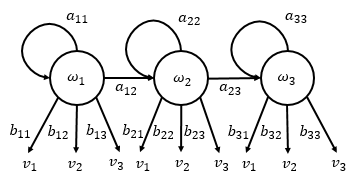 a₁₁ a₂₂ a₃₃
ω₁ ω₂ ω₃
a₁₂ a₂₃
b₁₁ b₁₂ b₁₃ b₂₁ b₂₂ b₂₃ b₃₁ b₃₂ b₃₃
v₁ v₂ v₃ v₁ v₂ v₃ v₁ v₂ v₃